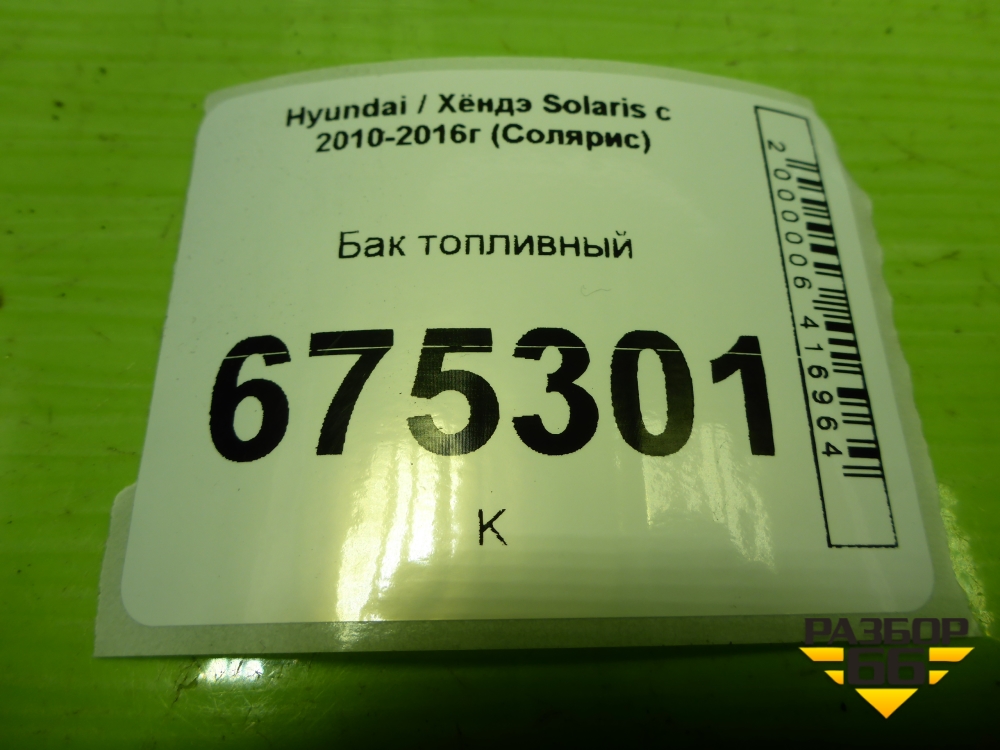 Hyundai / Хёндэ Solaris с
2010-2016г (Солярис)
Бак топливный
675301
К
2000006416964
РАЗБОР
66